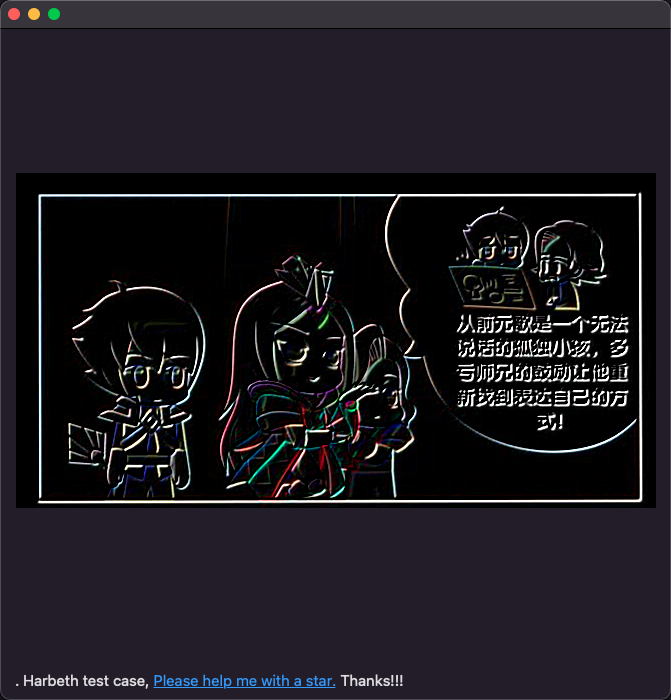 从前元歌是一个无法
说话的孤独小孩，多
亏师兄的鼓励让他重
新找到表达自己的方
式！
. Harbeth test case, Please help me with a star. Thanks!!!